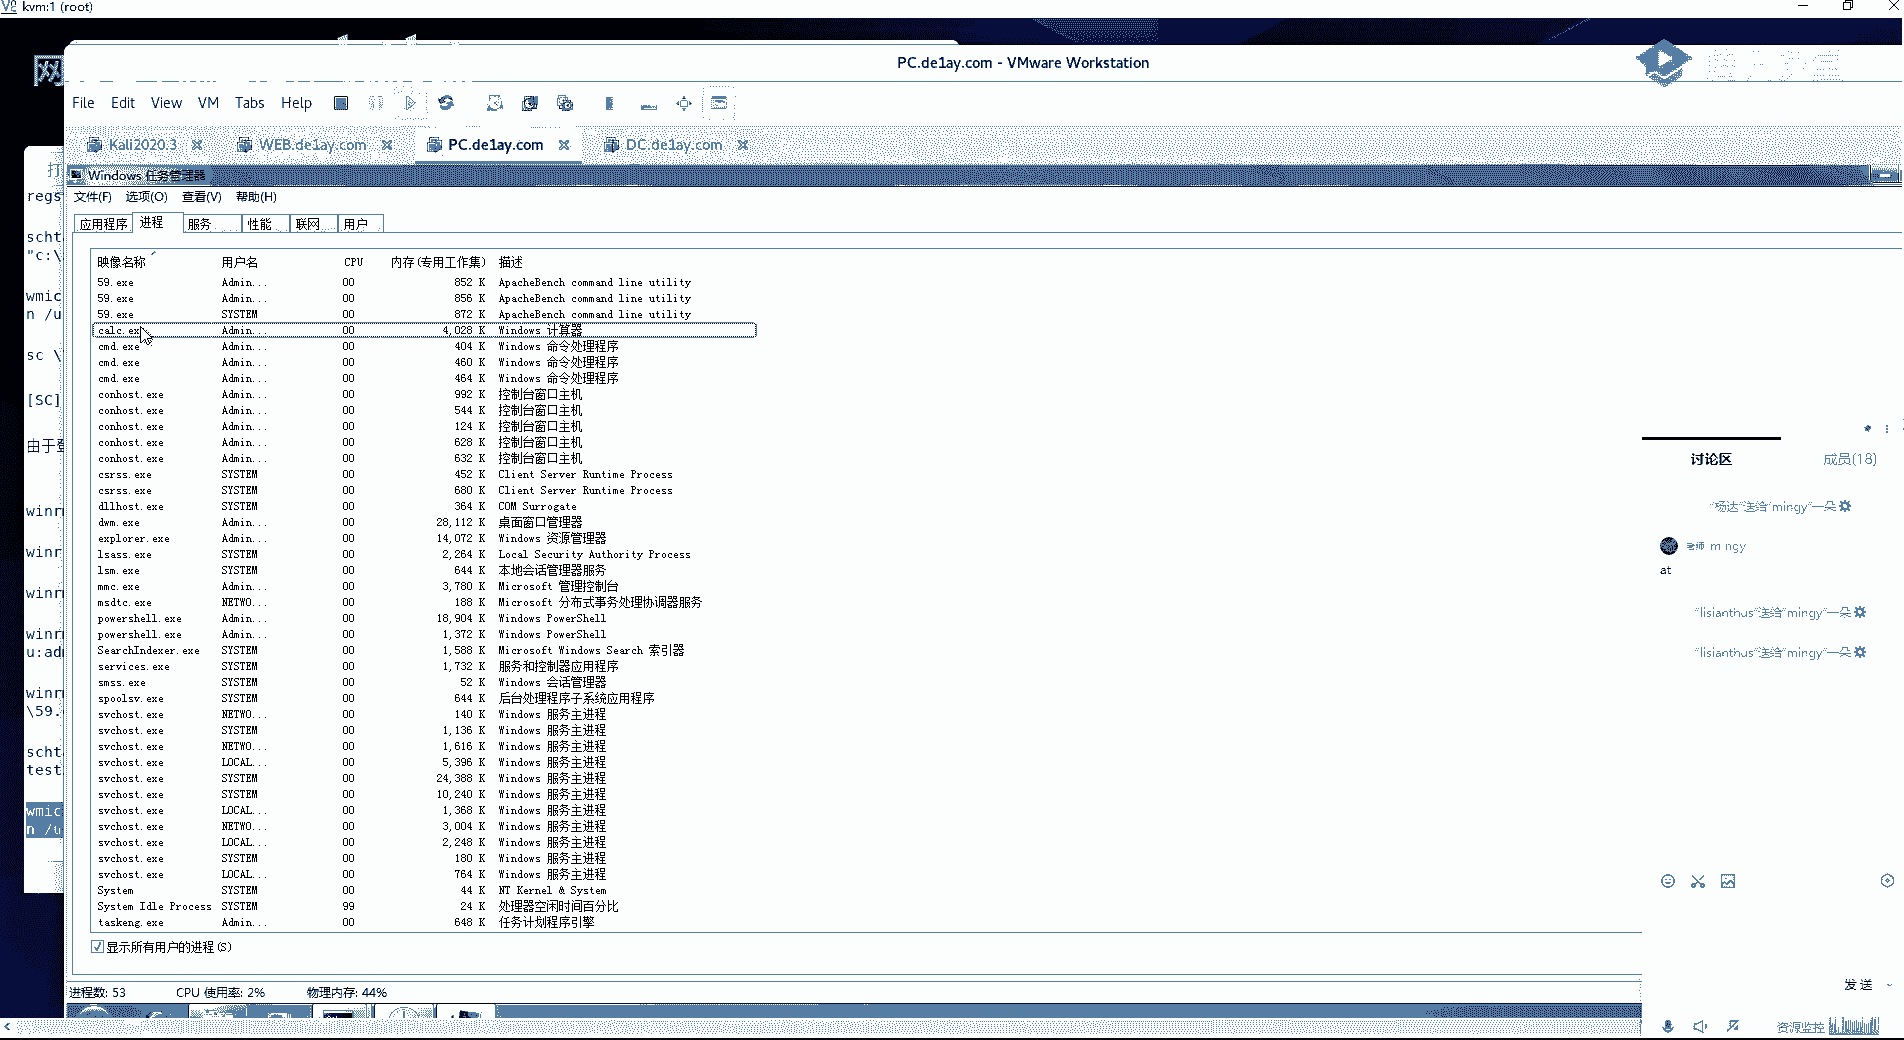 kvm:1 (root)
网
PC.de1ay.com - VMware Workstation
File Edit View VM Tabs Help
Kali2020.3 WEB.de1ay.com PC.de1ay.com DC.de1ay.com
打
Windows 任务管理器
regs
文件(F) 选项(O) 查看(V) 帮助(H)
应用程序 进程 服务 性能 联网 用户
scht
"c:\
wmic
n /u
sc \
[SC]
由于登
winr
winr
winr
winr
u:ad
winr
\59.
scht
test
wmic
n /u
映像名称 用户名 CPU 内存(专用工作集) 描述
59.exe Admin... 00 852 K ApacheBench command line utility
59.exe Admin... 00 856 K ApacheBench command line utility
59.exe SYSTEM 00 872 K ApacheBench command line utility
calc.ex Admin... 00 4,028 K Windows 计算器
cmd.exe Admin... 00 404 K Windows 命令处理程序
cmd.exe Admin... 00 460 K Windows 命令处理程序
cmd.exe Admin... 00 464 K Windows 命令处理程序
conhost.exe Admin... 00 992 K 控制台窗口主机
conhost.exe Admin... 00 544 K 控制台窗口主机
conhost.exe Admin... 00 124 K 控制台窗口主机
conhost.exe Admin... 00 628 K 控制台窗口主机
conhost.exe Admin... 00 632 K 控制台窗口主机
csrss.exe SYSTEM 00 452 K Client Server Runtime Process
csrss.exe SYSTEM 00 680 K Client Server Runtime Process
dllhost.exe SYSTEM 00 364 K COM Surrogate
dwm.exe Admin... 00 28,112 K 桌面窗口管理器
explorer.exe Admin... 00 14,072 K Windows 资源管理器
lsass.exe SYSTEM 00 2,264 K Local Security Authority Process
lsm.exe SYSTEM 00 644 K 本地会话管理器服务
mmc.exe Admin... 00 3,780 K Microsoft 管理控制台
msdtc.exe NETWO... 00 188 K Microsoft 分布式事务处理协调器服务
powershell.exe Admin... 00 18,904 K Windows PowerShell
powershell.exe Admin... 00 1,372 K Windows PowerShell
SearchIndexer.exe SYSTEM 00 1,588 K Microsoft Windows Search 索引器
services.exe SYSTEM 00 1,732 K 服务和控制器应用程序
smss.exe SYSTEM 00 52 K Windows 会话管理器
spoolsv.exe SYSTEM 00 644 K 后台处理程序子系统应用程序
svchost.exe NETWO... 00 140 K Windows 服务主进程
svchost.exe SYSTEM 00 1,136 K Windows 服务主进程
svchost.exe NETWO... 00 1,616 K Windows 服务主进程
svchost.exe LOCAL... 00 5,396 K Windows 服务主进程
svchost.exe SYSTEM 00 24,388 K Windows 服务主进程
svchost.exe SYSTEM 00 10,240 K Windows 服务主进程
svchost.exe LOCAL... 00 1,368 K Windows 服务主进程
svchost.exe NETWO... 00 3,004 K Windows 服务主进程
svchost.exe LOCAL... 00 2,248 K Windows 服务主进程
svchost.exe SYSTEM 00 180 K Windows 服务主进程
svchost.exe LOCAL... 00 764 K Windows 服务主进程
System SYSTEM 00 44 K NT Kernel & System
System Idle Process SYSTEM 99 24 K 处理器空闲时间百分比
taskeng.exe Admin... 00 648 K 任务计划程序引擎
显示所有用户的进程(S)
进程数: 53 CPU 使用率: 2% 物理内存: 44%
讨论区 成员(18)
"杨达"送给"mingy"一朵
老师 mingy
at
"lisianthus"送给"mingy"一朵
"lisianthus"送给"mingy"一朵
发送
资源监控